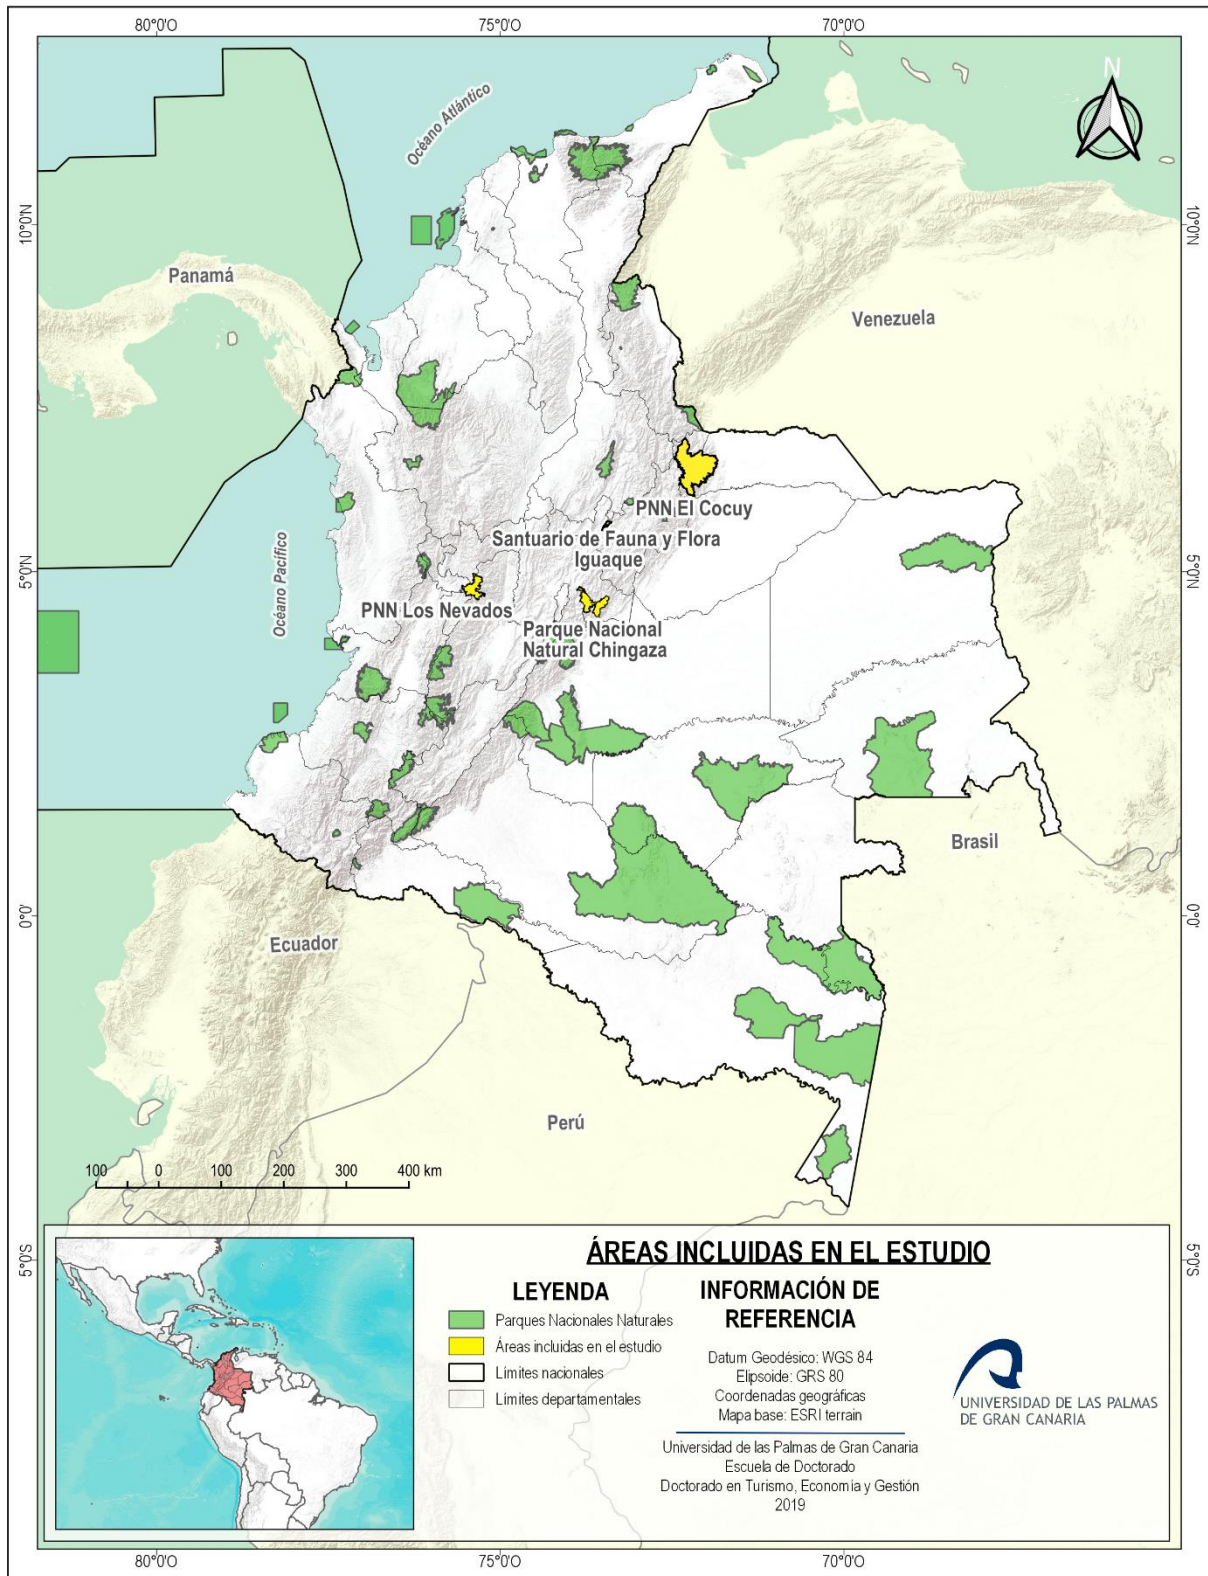 80°0'0
75°0'0
70°0'0
N
Océano Atlántico
10°0'N
10°0'N
Panamá
Venezuela
PNN El Cocuy
Santuario de Fauna y Flora
Iguaque
5°0'N
5°0'N
Océano Pacífico
PNN Los Nevados
Parque Nacional
Natural Chingaza
Brasil
0°0'
0°0'
Ecuador
Perú
100 0 100 200 300 400 km
5°0'S
5°0'S
ÁREAS INCLUIDAS EN EL ESTUDIO
LEYENDA
Parques Nacionales Naturales
Áreas incluidas en el estudio
Límites nacionales
Límites departamentales
INFORMACIÓN DE
REFERENCIA
Datum Geodésico: WGS 84
Elipsoide: GRS 80
Coordenadas geográficas
Mapa base: ESRI terrain
Universidad de las Palmas de Gran Canaria
Escuela de Doctorado
Doctorado en Turismo, Economía y Gestión
2019
UNIVERSIDAD DE LAS PALMAS
DE GRAN CANARIA
80°0'0
75°0'0
70°0'0